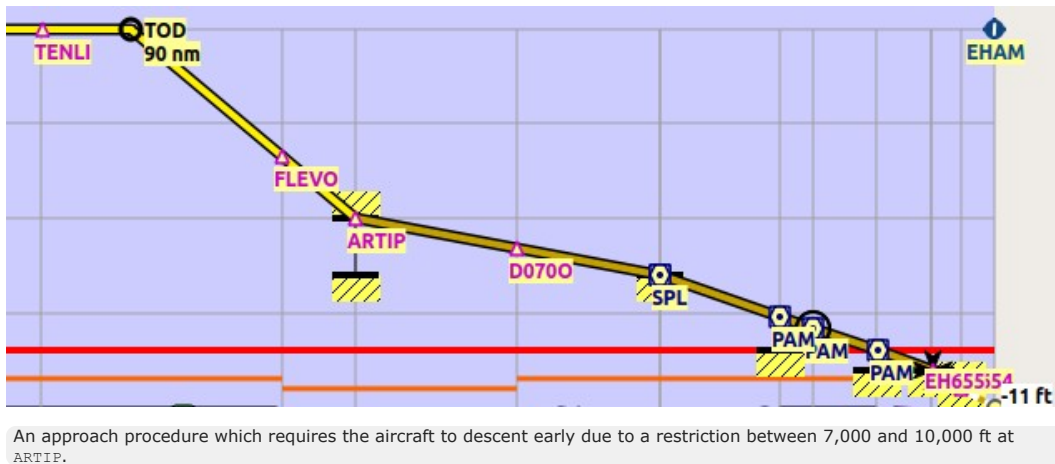 TOD
TENLI
90 nm
EHAM
FLEVO
ARTIP
D070O
SPL
PAM
PAM
PAM
-11 ft
An approach procedure which requires the aircraft to descent early due to a restriction between 7,000 and 10,000 ft at
ARTIP.